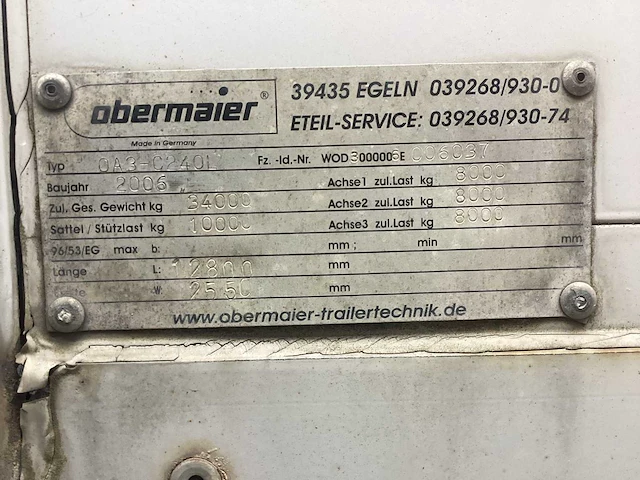 obermaier®
Made in Germany
39435 EGELN 039268/930-0
ETEIL-SERVICE: 039268/930-74
Typ OA3-C240L Fz.-Id.-Nr. WOD300000 E 006037
Baujahr 2006 Achse1 zul.Last kg 8000
Zul. Ges. Gewicht kg 34000 Achse2 zul.Last kg 8000
Sattel / Stützlast kg 10000 Achse3 zul.Last kg 8000
96/53/EG max b: mm; min mm
Länge L: 12800 mm
W: 2550 mm
www.obermaier-trailertechnik.de